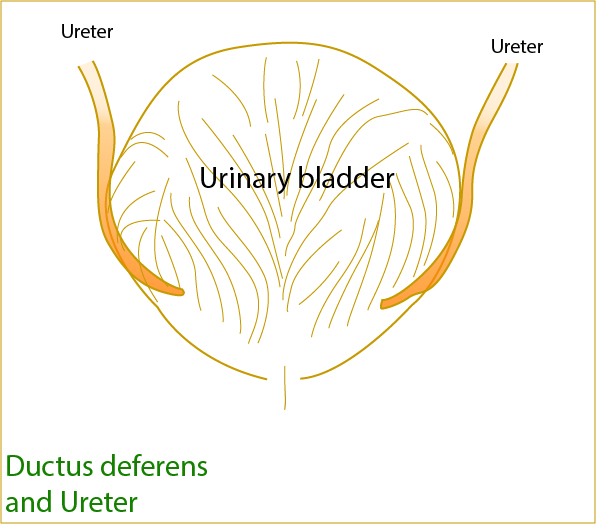 Ureter
Ureter
Urinary bladder
Ductus deferens
and Ureter